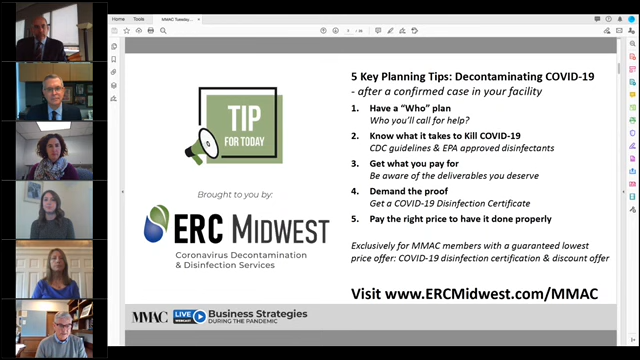 Home
Tools
MMAC Tuesday...
TIP
FOR TODAY
Brought to you by:
ERC MIDWEST
Coronavirus Decontamination
& Disinfection Services
5 Key Planning Tips: Decontaminating COVID-19
- after a confirmed case in your facility
1. Have a “Who” plan
Who you'll call for help?
2. Know what it takes to Kill COVID-19
CDC guidelines & EPA approved disinfectants
3. Get what you pay for
Be aware of the deliverables you deserve
4. Demand the proof
Get a COVID-19 Disinfection Certificate
5. Pay the right price to have it done properly
Exclusively for MMAC members with a guaranteed lowest
price offer: COVID-19 disinfection certification & discount offer
Visit www.ERCMidwest.com/MMAC
MMAC
LIVE
WEBCAST
Business Strategies
DURING THE PANDEMIC